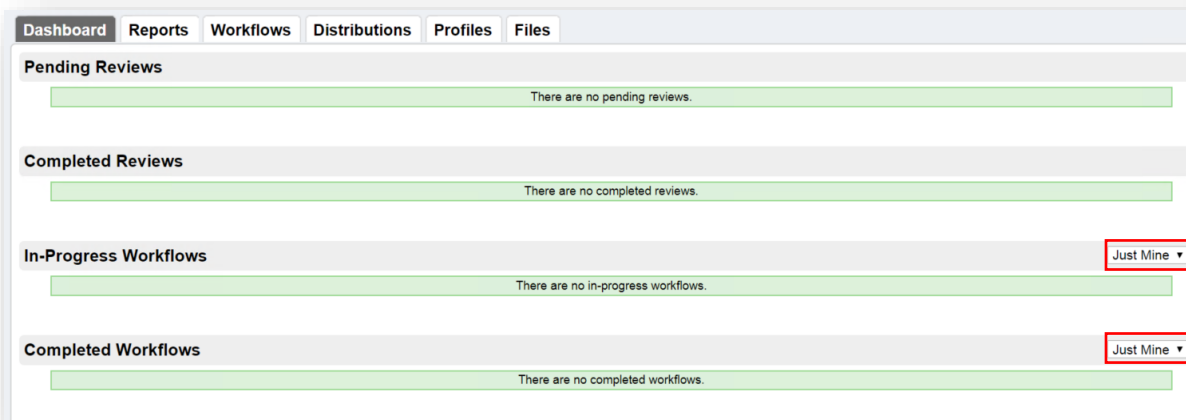 Dashboard Reports Workflows Distributions Profiles Files
Pending Reviews
There are no pending reviews.
Completed Reviews
There are no completed reviews.
In-Progress Workflows Just Mine
There are no in-progress workflows.
Completed Workflows Just Mine
There are no completed workflows.